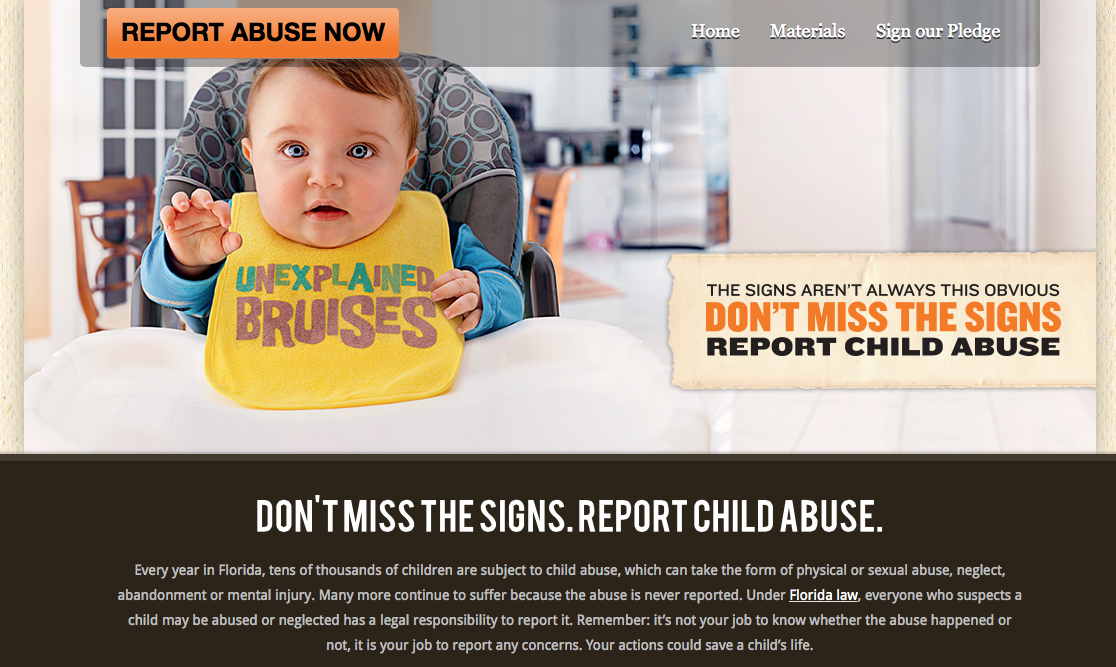 REPORT ABUSE NOW
Home Materials Sign our Pledge
UNEXPLAINED
BRUISES
THE SIGNS AREN'T ALWAYS THIS OBVIOUS
DON'T MISS THE SIGNS
REPORT CHILD ABUSE
DON'T MISS THE SIGNS. REPORT CHILD ABUSE.
Every year in Florida, tens of thousands of children are subject to child abuse, which can take the form of physical or sexual abuse, neglect,
abandonment or mental injury. Many more continue to suffer because the abuse is never reported. Under Florida law, everyone who suspects a
child may be abused or neglected has a legal responsibility to report it. Remember: it's not your job to know whether the abuse happened or
not, it is your job to report any concerns. Your actions could save a child's life.